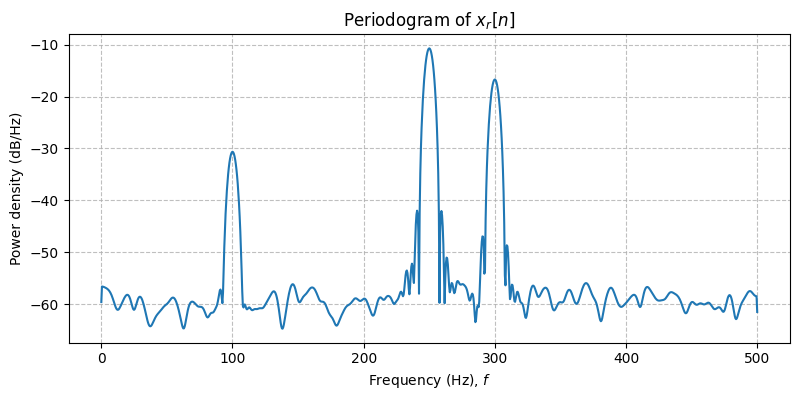 Periodogram of $x_r[n]$
Power density (dB/Hz)
−10
−20
−30
−40
−50
−60
0 100 200 300 400 500
Frequency (Hz), $f$